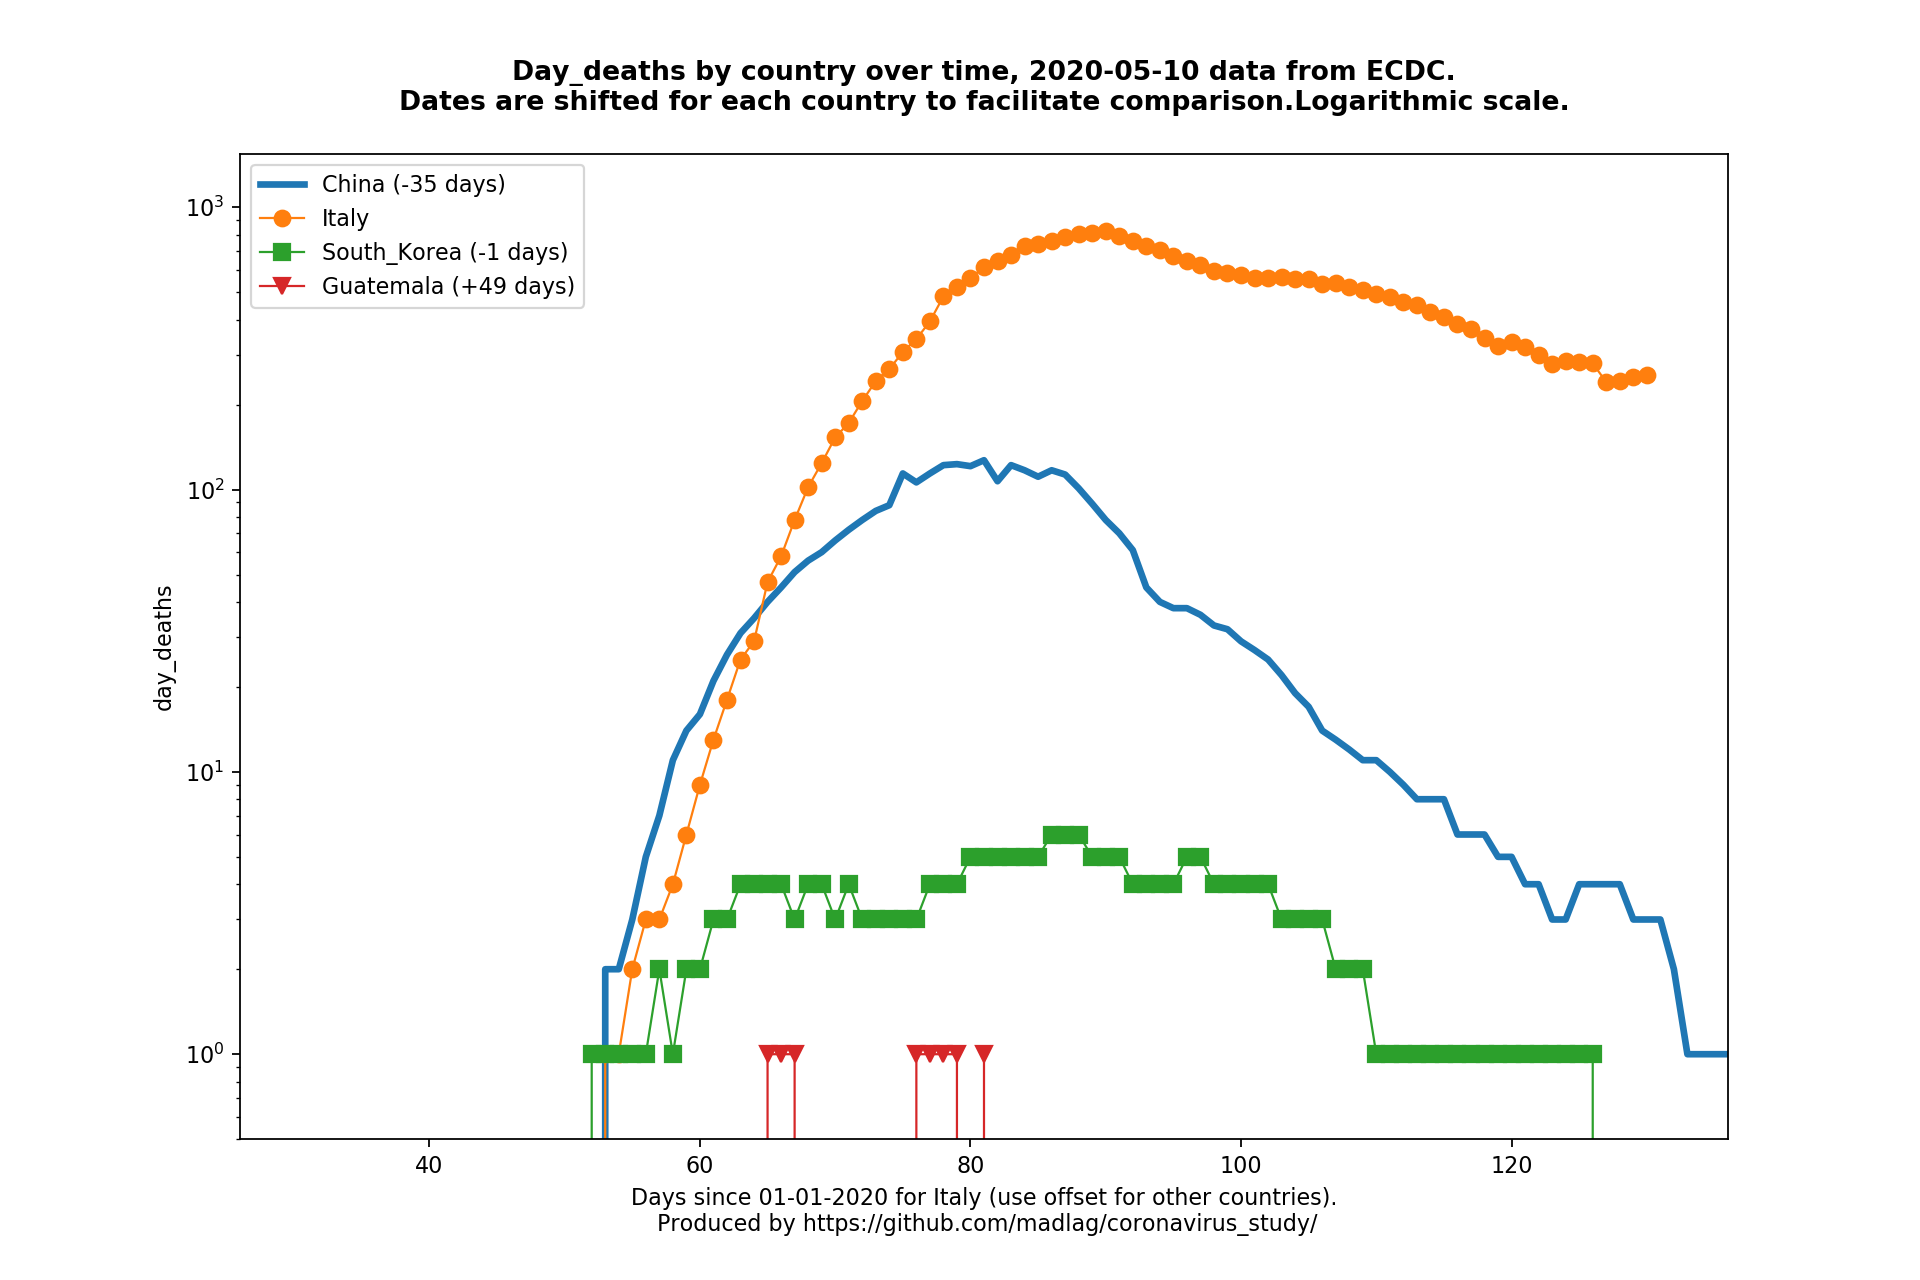 Day_deaths by country over time, 2020-05-10 data from ECDC.
Dates are shifted for each country to facilitate comparison.Logarithmic scale.
China (-35 days)
Italy
South_Korea (-1 days)
Guatemala (+49 days)
10³
10²
10¹
10⁰
day_deaths
40 60 80 100 120
Days since 01-01-2020 for Italy (use offset for other countries).
Produced by https://github.com/madlag/coronavirus_study/